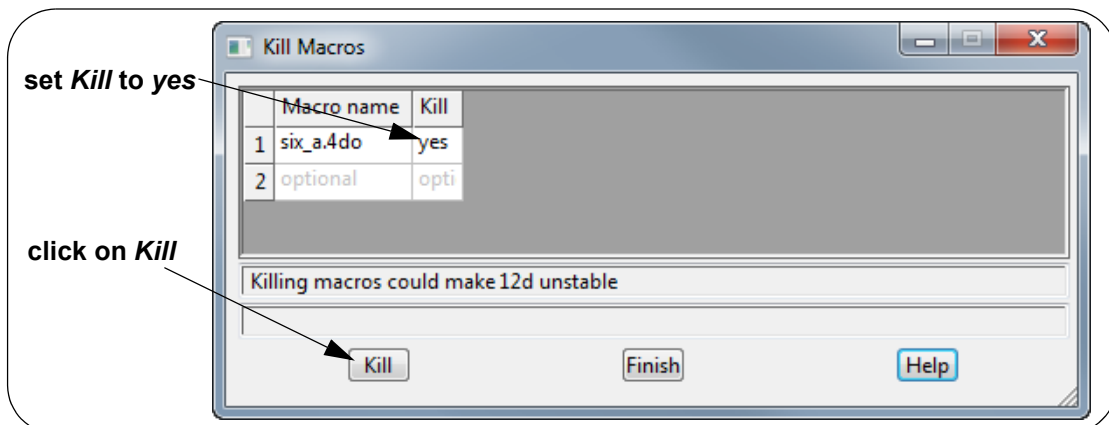 Kill Macros
set Kill to yes
Macro name Kill
1 six_a.4do yes
2 optional opti
click on Kill
Killing macros could make 12d unstable
Kill Finish Help